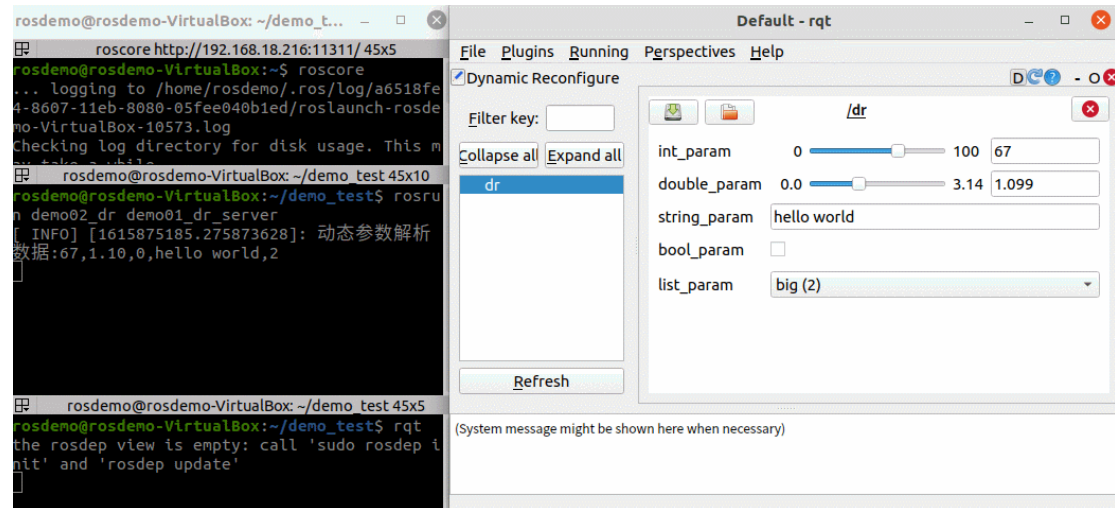 rosdemo@rosdemo-VirtualBox: ~/demo_t...
roscore http://192.168.18.216:11311/ 45x5
rosdemo@rosdemo-VirtualBox:~$ roscore
... logging to /home/rosdemo/.ros/log/a6518fe
4-8607-11eb-8080-05fee040b1ed/roslaunch-rosde
mo-VirtualBox-10573.log
Checking log directory for disk usage. This m
ay take a while
rosdemo@rosdemo-VirtualBox: ~/demo_test 45x10
rosdemo@rosdemo-VirtualBox:~/demo_test$ rosru
n demo02_dr demo01_dr_server
[ INFO] [1615875185.275873628]: 动态参数解析
数据:67,1.10,0,hello world,2
rosdemo@rosdemo-VirtualBox: ~/demo_test 45x5
rosdemo@rosdemo-VirtualBox:~/demo_test$ rqt
the rosdep view is empty: call 'sudo rosdep i
nit' and 'rosdep update'
Default - rqt
File Plugins Running Perspectives Help
Dynamic Reconfigure
D - O
Filter key:
Collapse all Expand all
dr
Refresh
/dr
int_param 0 100 67
double_param 0.0 3.14 1.099
string_param hello world
bool_param
list_param big (2)
(System message might be shown here when necessary)